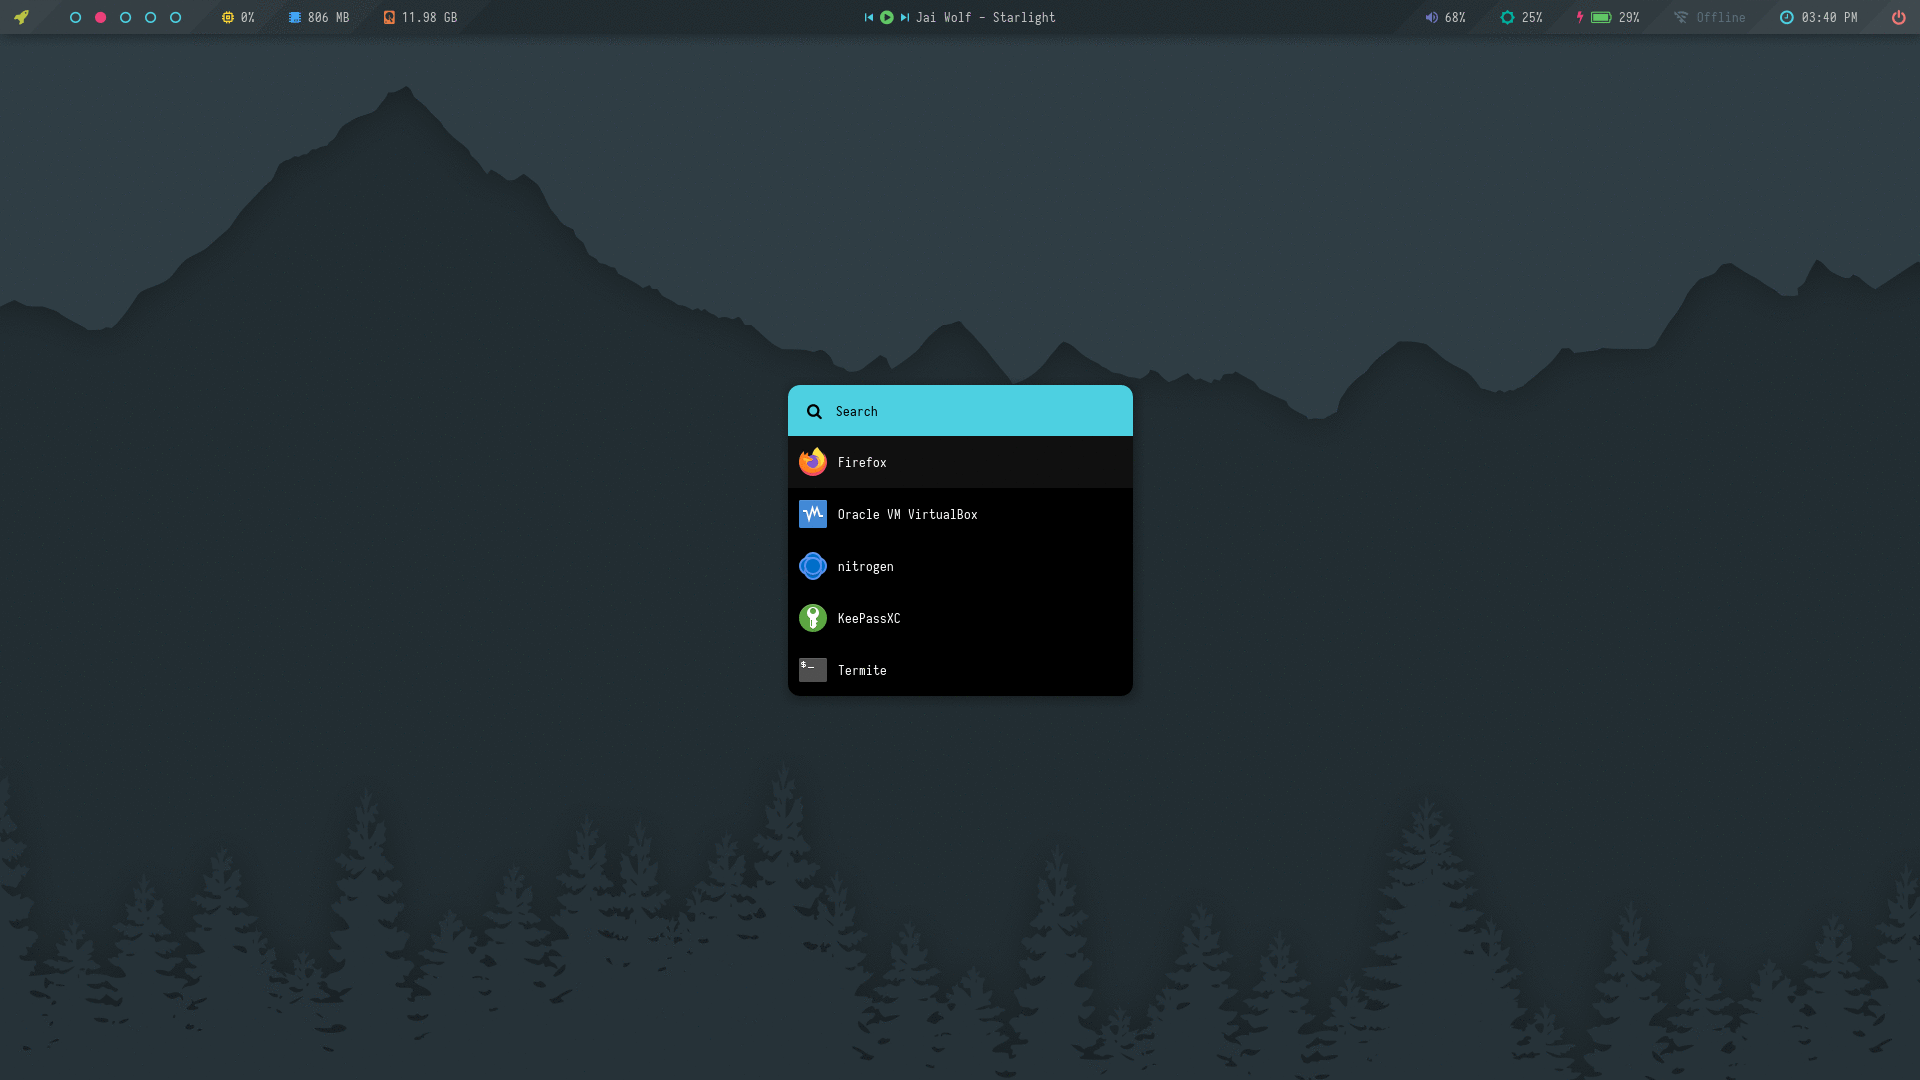 0% 806 MB 11.98 GB Jai Wolf - Starlight 68% 25% 29% Offline 03:40 PM
Search
Firefox
Oracle VM VirtualBox
nitrogen
KeePassXC
$_ Termite